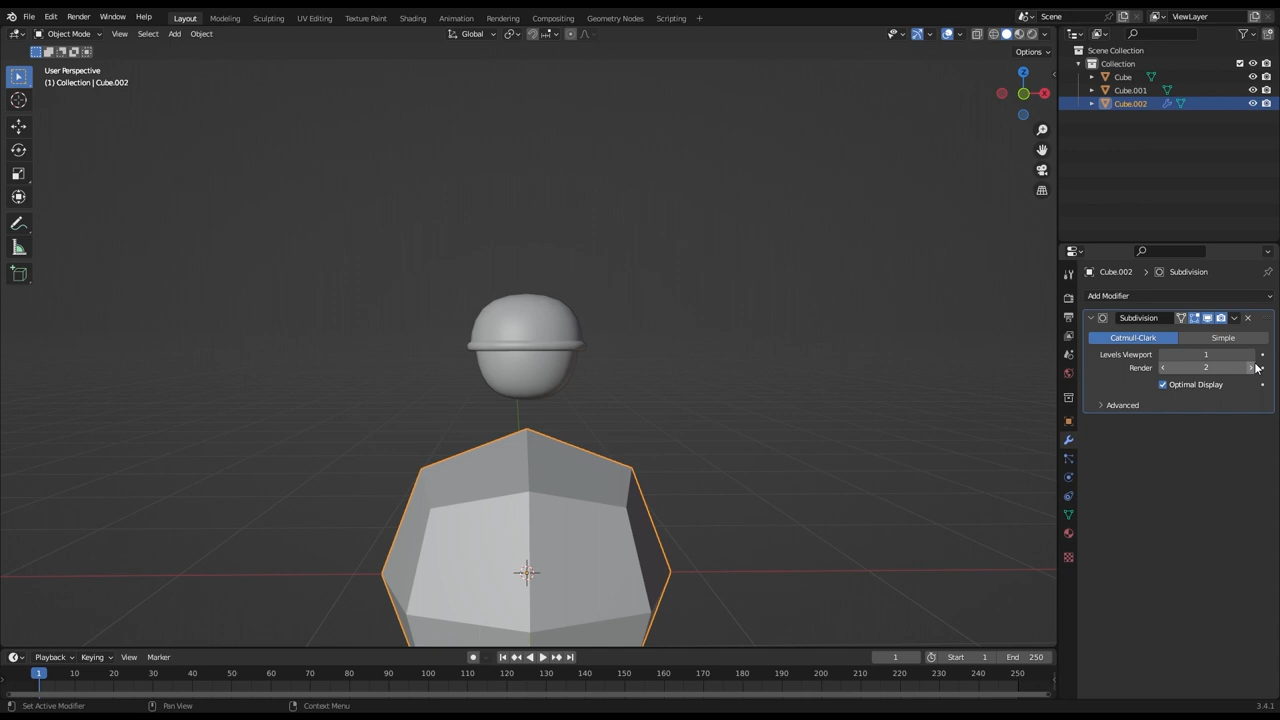 File Edit Render Window Help Layout Modeling Sculpting UV Editing Texture Paint Shading Animation Rendering Compositing Geometry Nodes Scripting + Scene ViewLayer
Object Mode View Select Add Object Global
Options
User Perspective
(1) Collection | Cube.002
Z
X
Scene Collection
Collection
Cube
Cube.001
Cube.002
Cube.002 > Subdivision
Add Modifier
Subdivision
Catmull-Clark Simple
Levels Viewport 1
Render 2
Optimal Display
Advanced
Playback Keying View Marker 1 Start 1 End 250
1 10 20 30 40 50 60 70 80 90 100 110 120 130 140 150 160 170 180 190 200 210 220 230 240 250
Set Active Modifier Pan View Context Menu 3.4.1